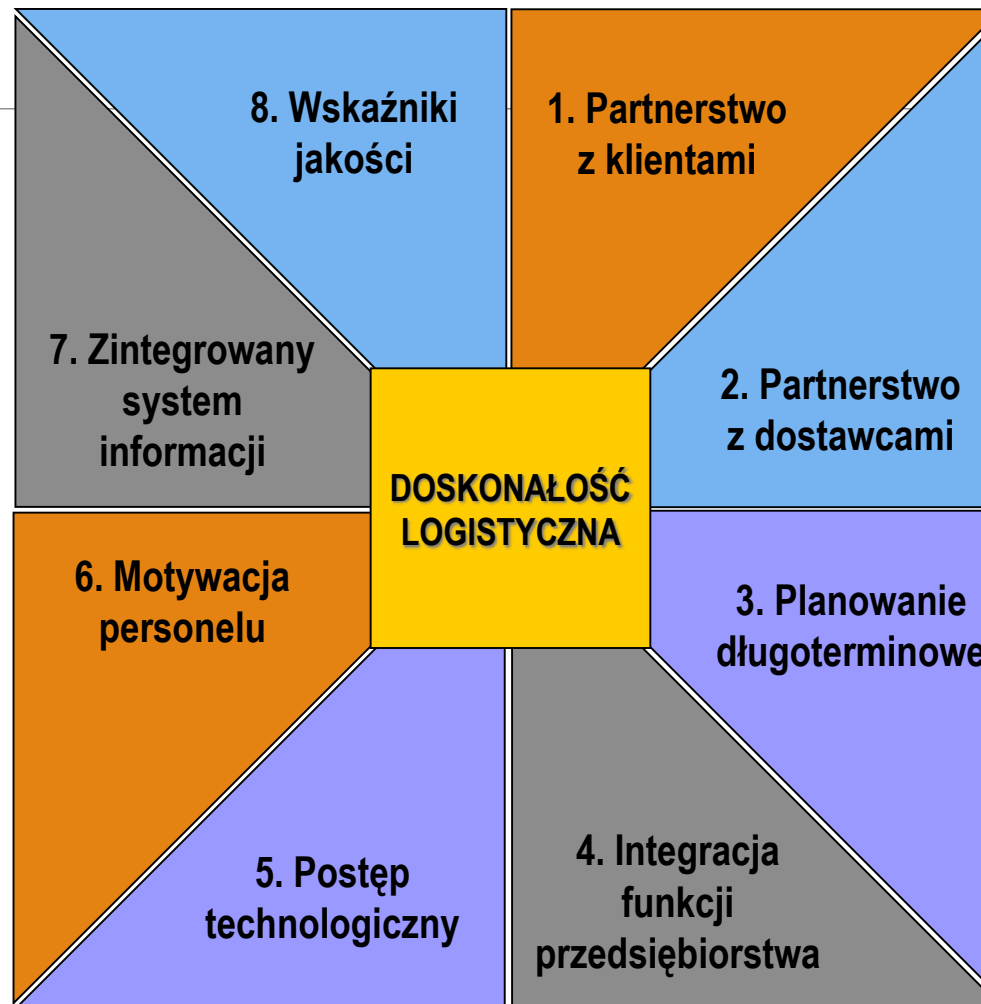 8. Wskaźniki
jakości
1. Partnerstwo
z klientami
7. Zintegrowany
system
informacji
2. Partnerstwo
z dostawcami
DOSKONAŁOŚĆ
LOGISTYCZNA
6. Motywacja
personelu
3. Planowanie
długoterminowe
5. Postęp
technologiczny
4. Integracja
funkcji
przedsiębiorstwa